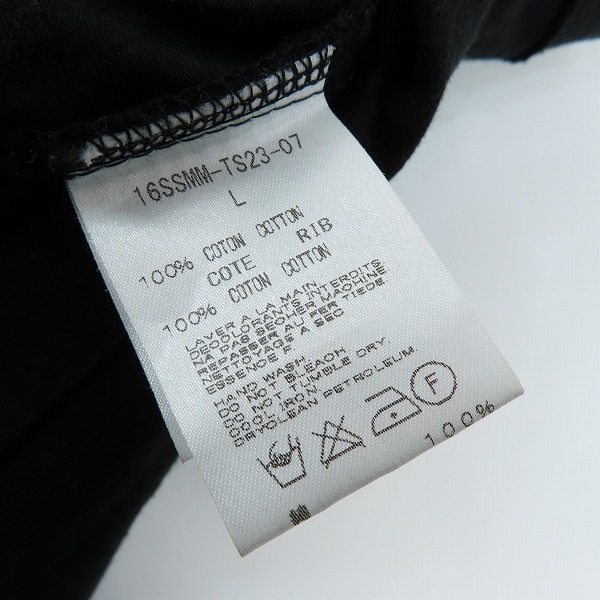 16SSMM-TS23-07
L
100% COTON COTTON
COTE RIB
100% COTON COTTON
LAVER A LA MAIN
DECOLORANTS INTERDITS
NA PAS SECHER MACHINE
REPASSER AU FER TIEDE
NETTOYAGE A SEC
ESSENCE F.
HAND WASH
DO NOT BLEACH
DO NOT TUMBLE DRY.
COOL IRON.
DRYCLEAN PETROLEUM.
F
100%